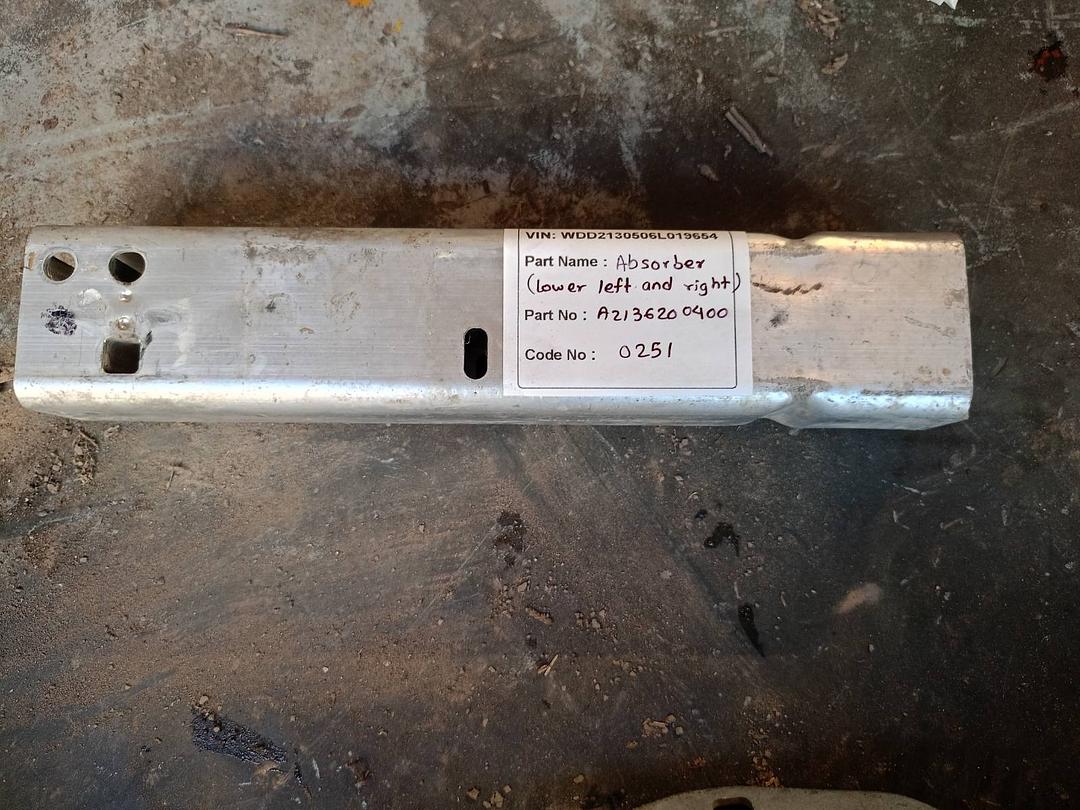 VIN: WDD2130506L019654
Part Name : Absorber
(lower left and right)
Part No : A2136200400
Code No : 0251